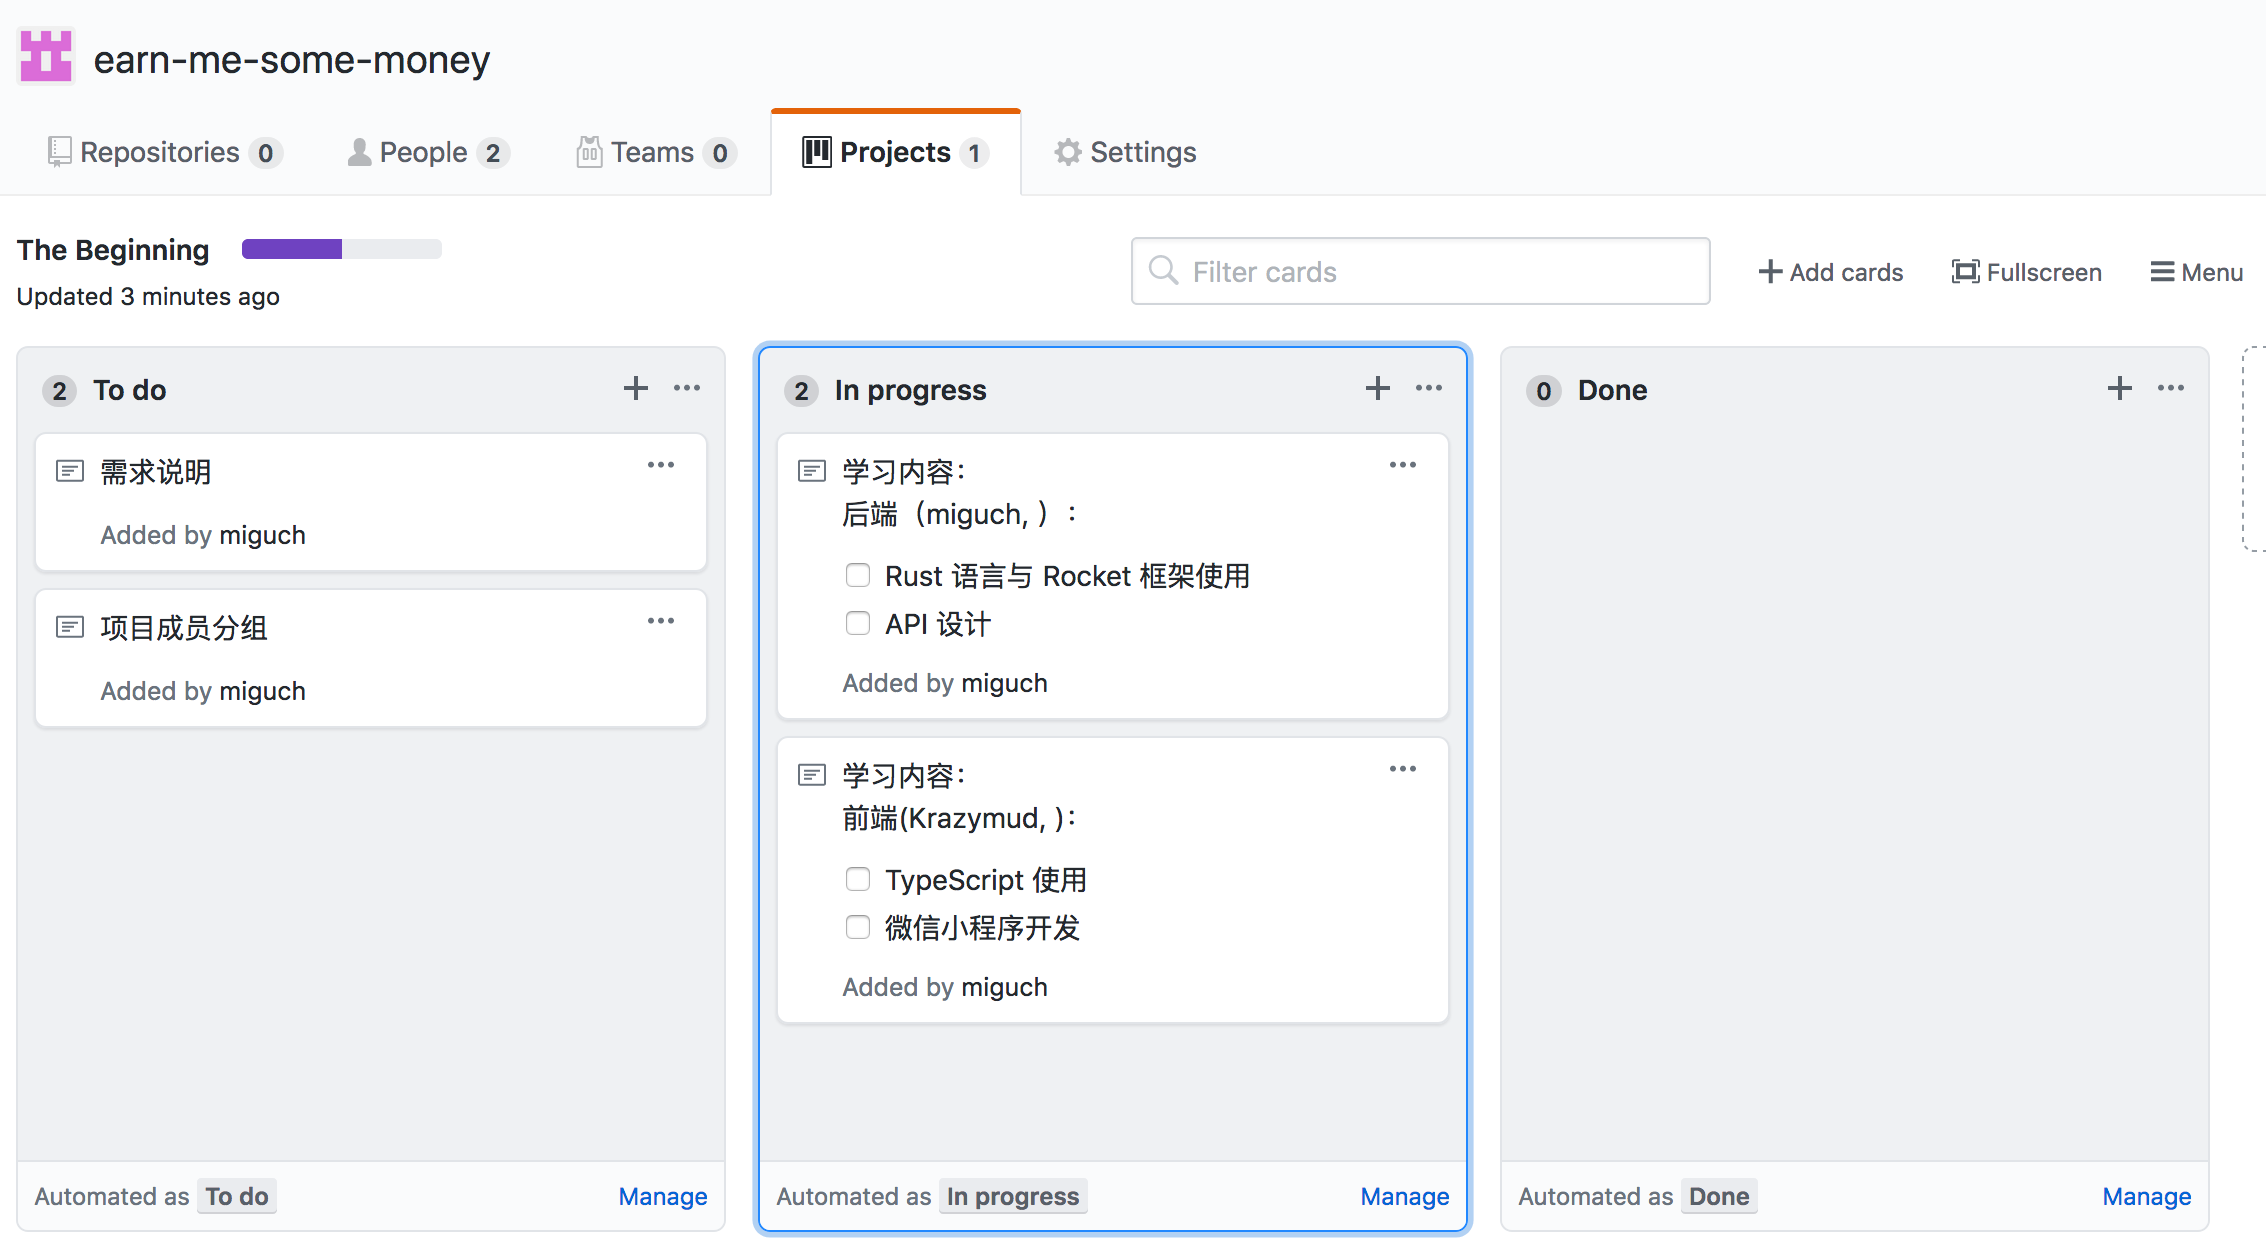 earn-me-some-money
Repositories 0
People 2
Teams 0
Projects 1
Settings
The Beginning
Updated 3 minutes ago
Filter cards
Add cards
Fullscreen
Menu
2 To do
需求说明
Added by miguch
项目成员分组
Added by miguch
Automated as To do
Manage
2 In progress
学习内容：
后端（miguch, ）：
Rust 语言与 Rocket 框架使用
API 设计
Added by miguch
学习内容：
前端(Krazymud, )：
TypeScript 使用
微信小程序开发
Added by miguch
Automated as In progress
Manage
0 Done
Automated as Done
Manage